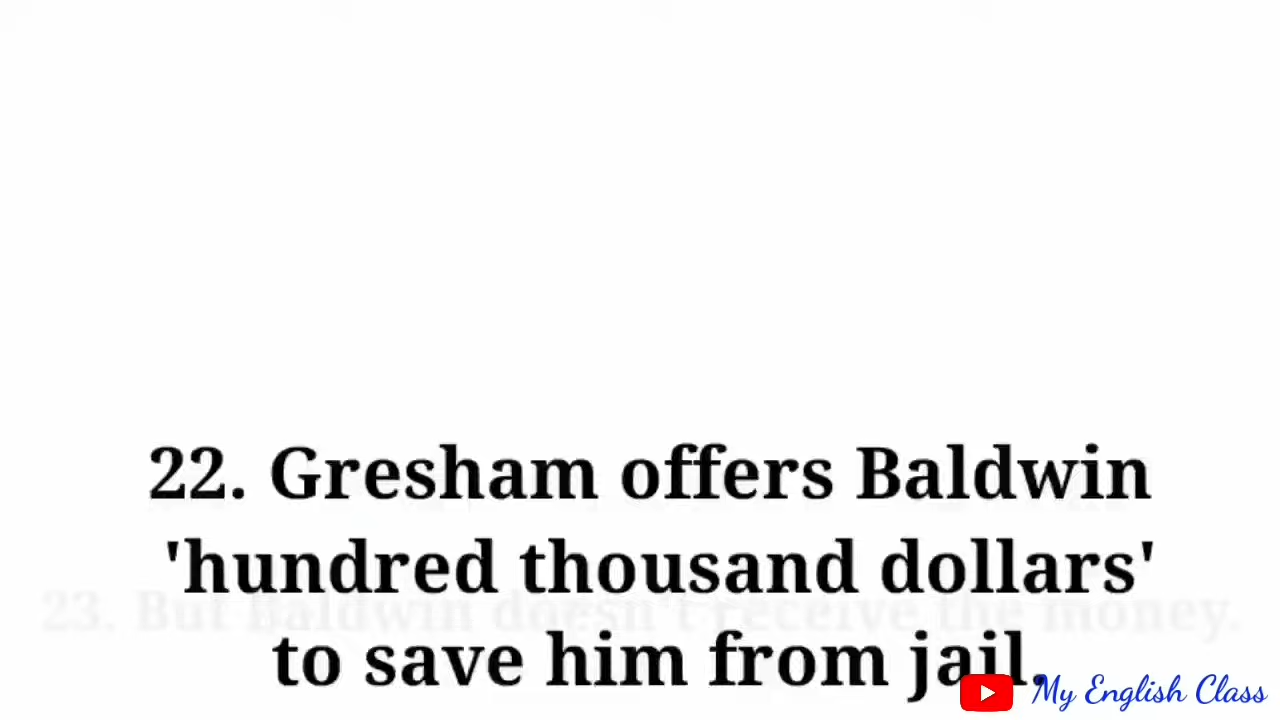 22. Gresham offers Baldwin
'hundred thousand dollars'
23. But Baldwin doesn't receive the money.
to save him from jail.
My English Class